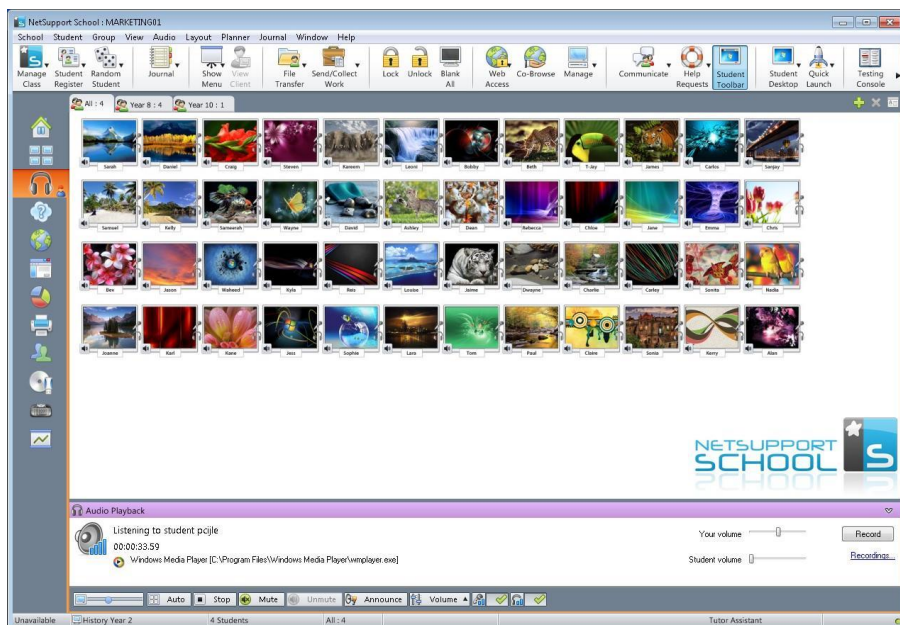 NetSupport School : MARKETING01
School Student Group View Audio Layout Planner Journal Window Help
Manage Class
Student Register
Random Student
Journal
Show Menu
View Client
File Transfer
Send/Collect Work
Lock
Unlock
Blank All
Web Access
Co-Browse
Manage
Communicate
Help Requests
Student Toolbar
Student Desktop
Quick Launch
Testing Console
All : 4
Year 8 : 4
Year 10 : 1
Sarah Daniel Craig Steven Kareem Leoni Bobby Beth T-Jay James Carlos Sanjay
Samuel Kelly Sameerah Wayne David Ashley Dean Rebecca Chloe Jane Emma Chris
Bev Jason Waheed Kyla Reis Louise Jaime Dwayne Charlie Carley Sonita Nadia
Joanne Karl Kane Jess Sophie Lara Tom Paul Claire Sonia Kerry Alan
NETSUPPORT
SCHOOL
S
Audio Playback
Listening to student pcijle
00:00:33.59
Windows Media Player [C:\Program Files\Windows Media Player\wmplayer.exe]
Your volume
Record
Student volume
Recordings...
Auto Stop Mute Unmute Announce Volume
Unavailable History Year 2 4 Students All : 4 Tutor Assistant